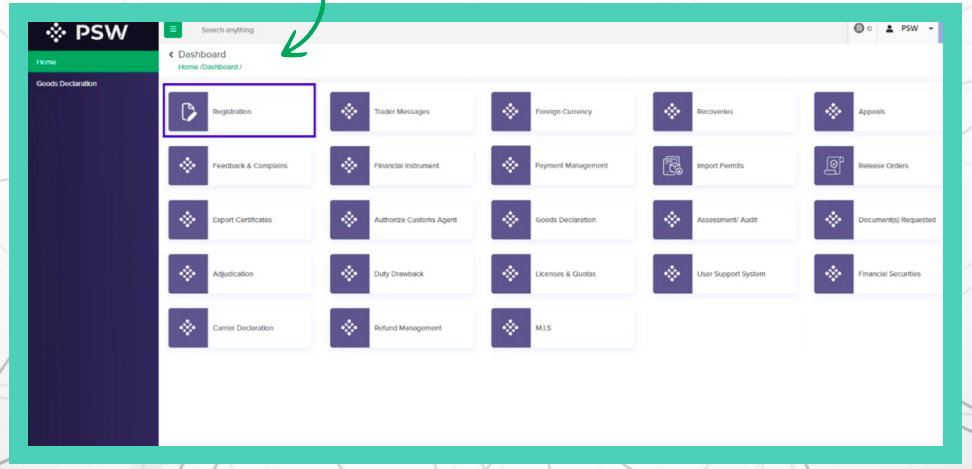 PSW
Search anything
0
PSW
Home
Dashboard
Home /Dashboard /
Goods Declaration
Registration
Trader Messages
Foreign Currency
Recoveries
Appeals
Feedback & Complains
Financial Instrument
Payment Management
Import Permits
Release Orders
Export Certificates
Authorize Customs Agent
Goods Declaration
Assessment/ Audit
Document(s) Requested
Adjudication
Duty Drawback
Licenses & Quotas
User Support System
Financial Securities
Carrier Declaration
Refund Management
M.I.S